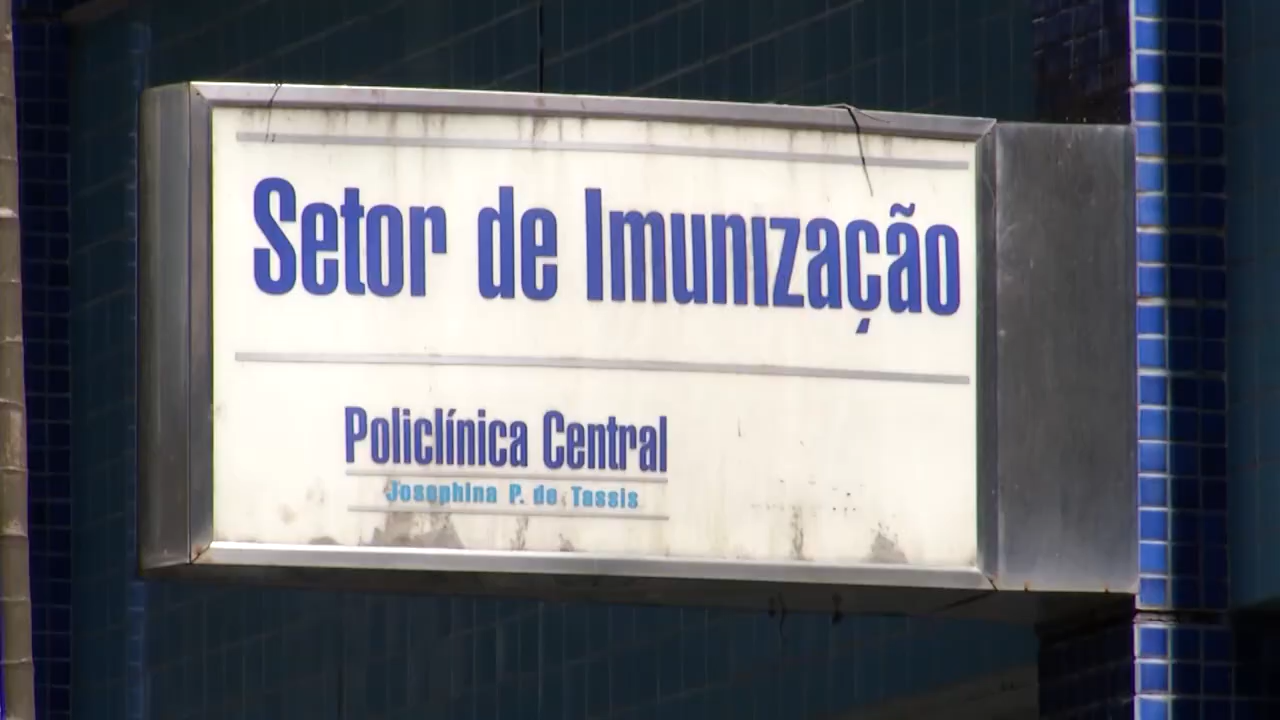 Setor de Imunização
Policlínica Central
Josephina P. de Tassis